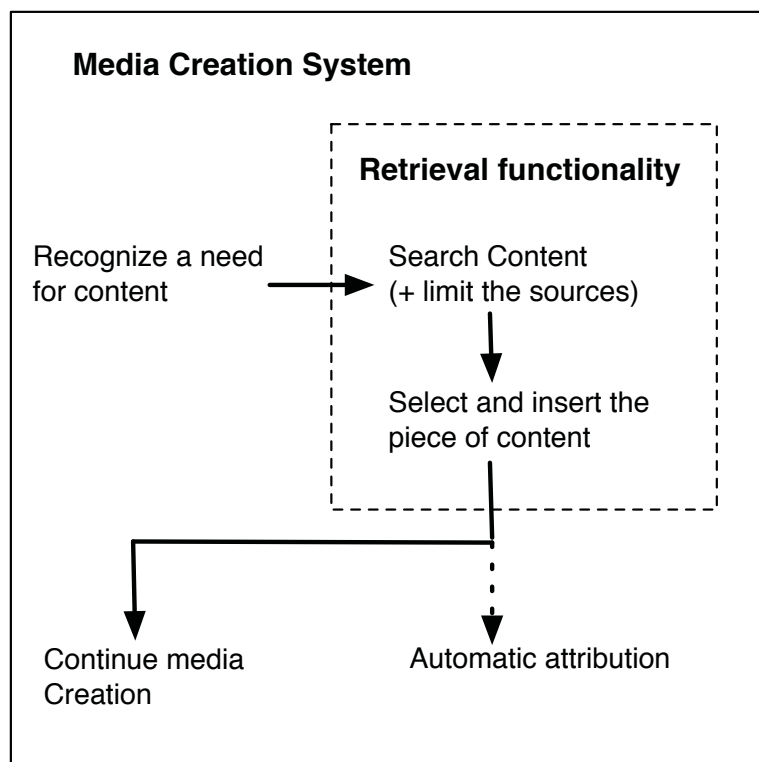 Media Creation System
Retrieval functionality
Recognize a need
for content
Search Content
(+ limit the sources)
Select and insert the
piece of content
Continue media
Creation
Automatic attribution